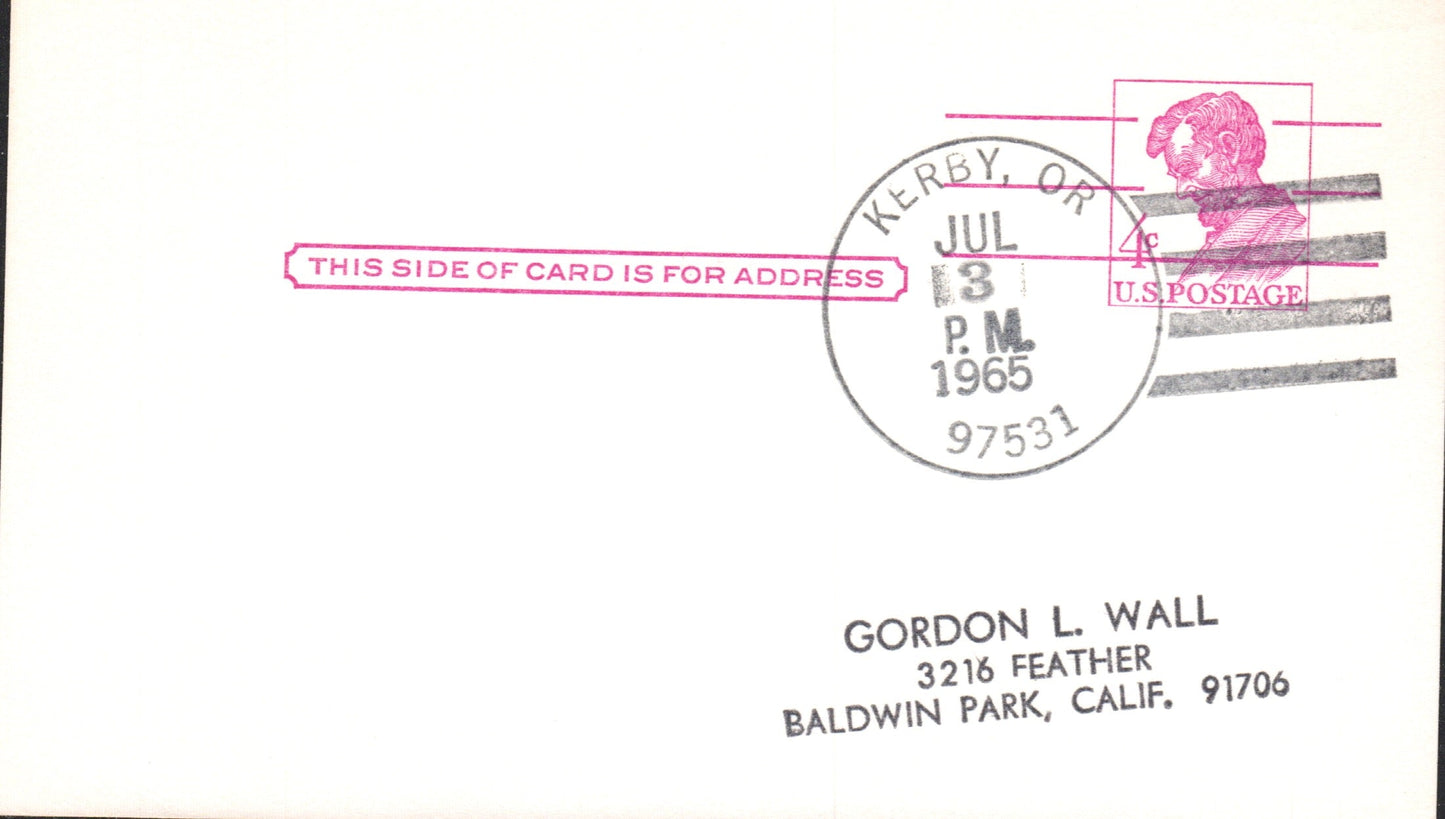 KERBY, OR
JUL
3
P.M.
1965
97531
4c
U.S.POSTAGE
THIS SIDE OF CARD IS FOR ADDRESS
GORDON L. WALL
3216 FEATHER
BALDWIN PARK, CALIF. 91706